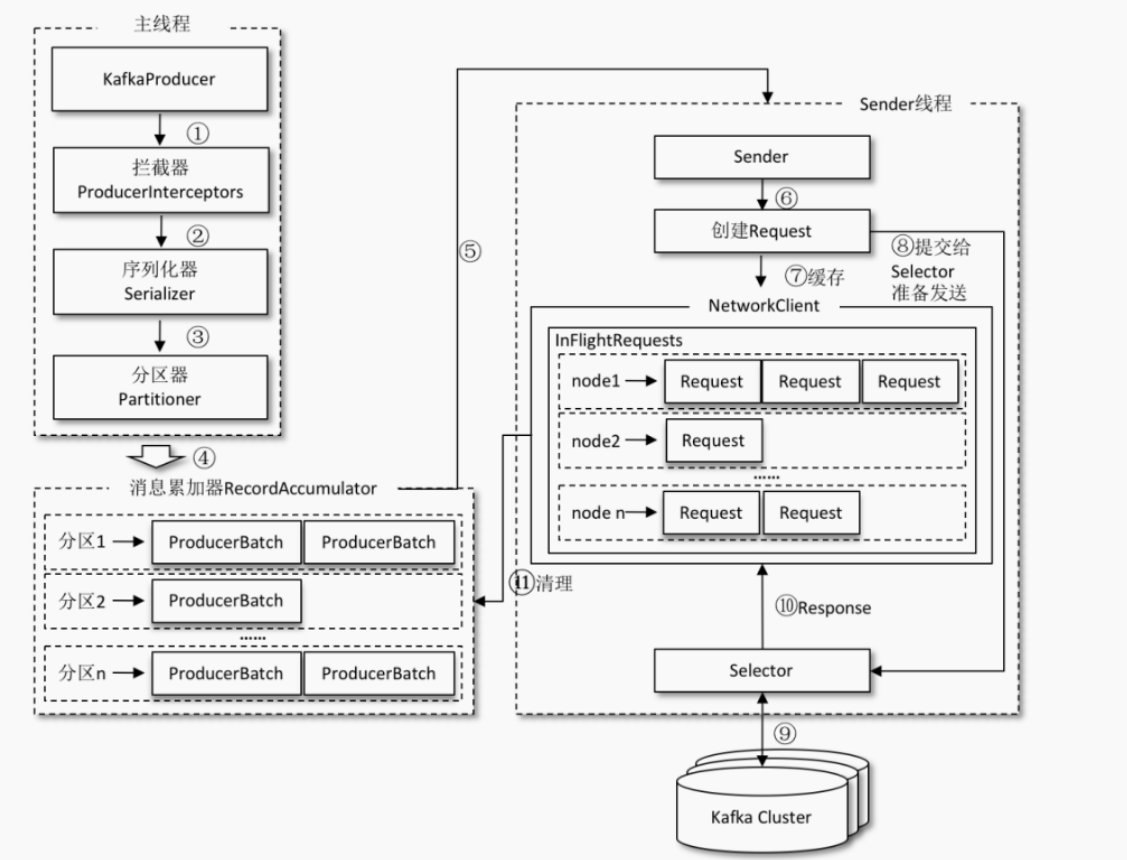 主线程
KafkaProducer
①
拦截器
ProducerInterceptors
②
序列化器
Serializer
③
分区器
Partitioner
④
消息累加器RecordAccumulator
分区1
ProducerBatch
ProducerBatch
分区2
ProducerBatch
......
分区n
ProducerBatch
ProducerBatch
⑤
Sender线程
Sender
⑥
创建Request
⑦缓存
⑧提交给
Selector
准备发送
NetworkClient
InFlightRequests
node1
Request
Request
Request
node2
Request
......
node n
Request
Request
⑪清理
⑩Response
Selector
⑨
Kafka Cluster